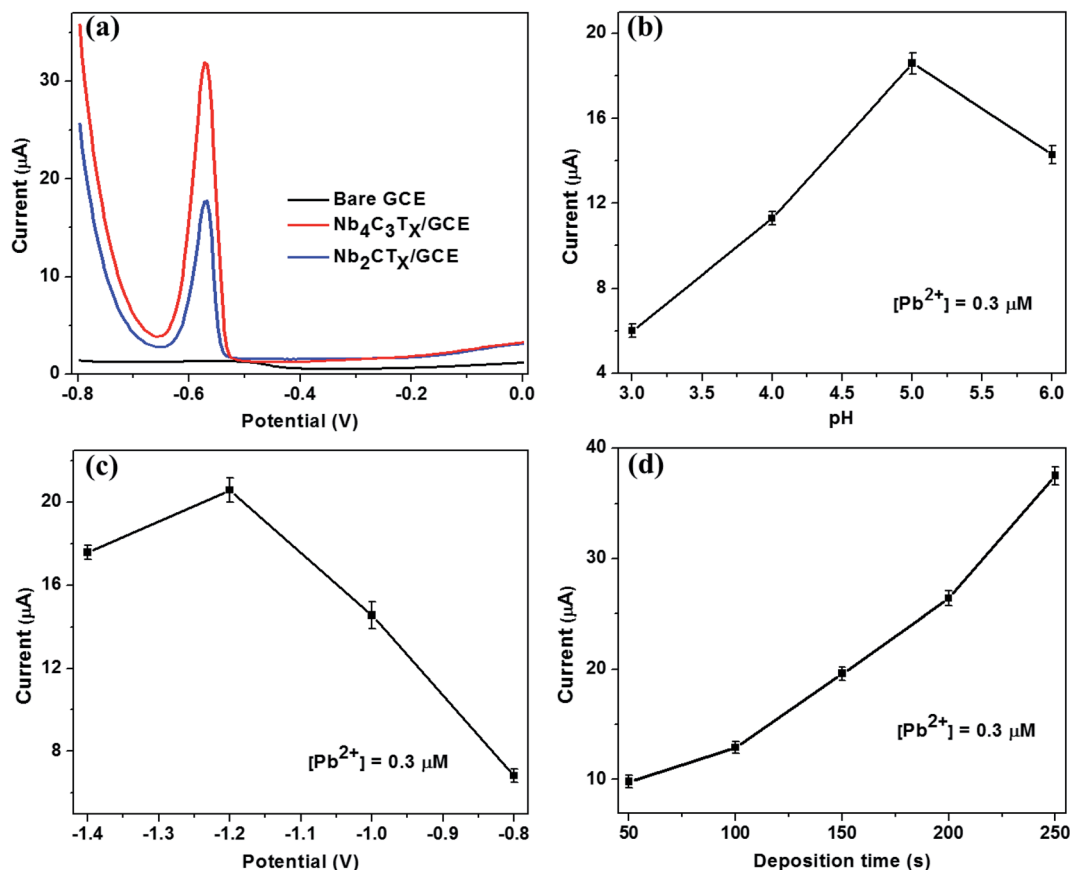 (a)
Current (µA)
30
20
10
0
-0.8 -0.6 -0.4 -0.2 0.0
Potential (V)
Bare GCE
Nb₄C₃Tₓ/GCE
Nb₂CTₓ/GCE
(b)
Current (µA)
20
16
12
8
4
3.0 3.5 4.0 4.5 5.0 5.5 6.0
pH
[Pb²⁺] = 0.3 µM
(c)
Current (µA)
20
16
12
8
-1.4 -1.3 -1.2 -1.1 -1.0 -0.9 -0.8
Potential (V)
[Pb²⁺] = 0.3 µM
(d)
Current (µA)
40
30
20
10
50 100 150 200 250
Deposition time (s)
[Pb²⁺] = 0.3 µM